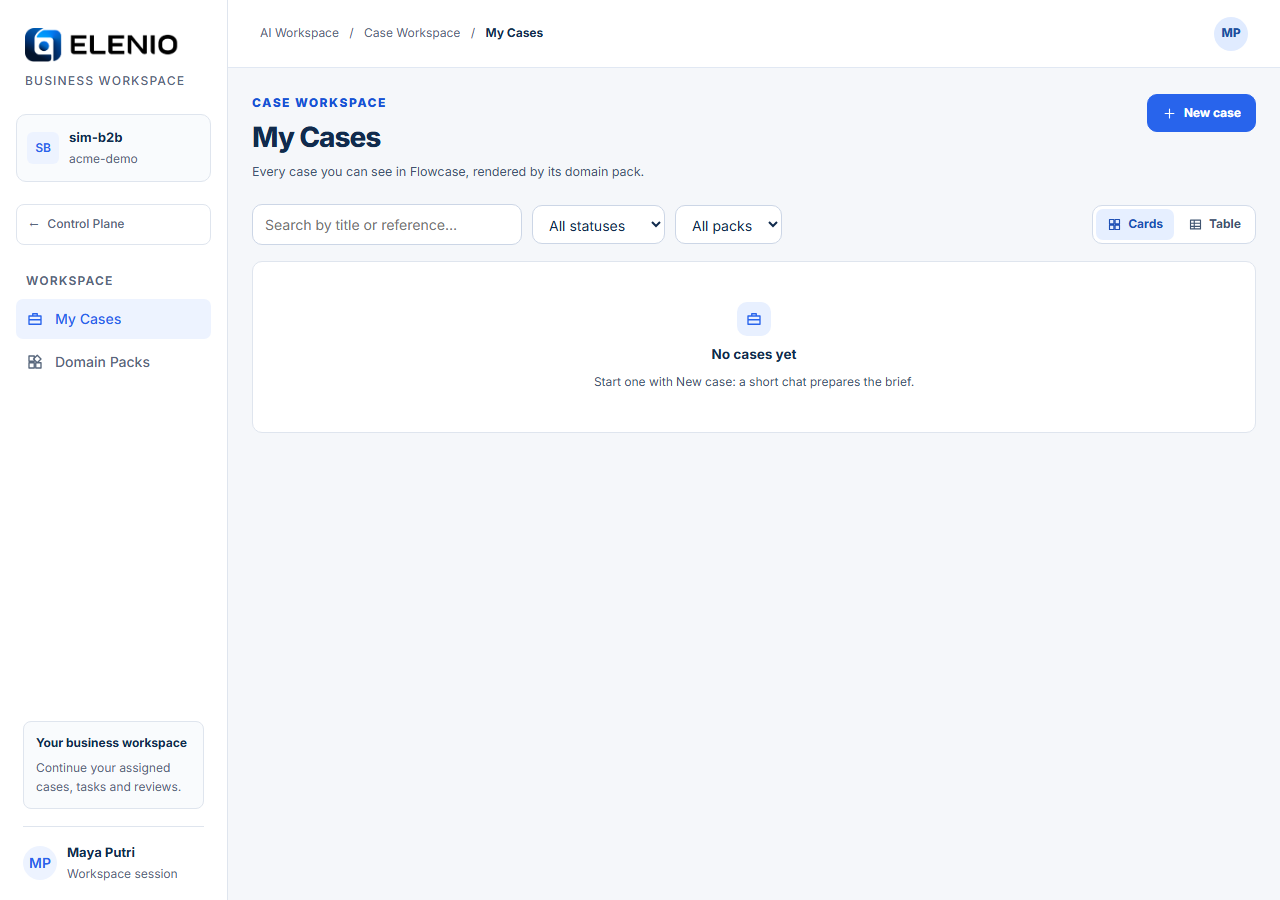 ELENIO
BUSINESS WORKSPACE
SB
sim-b2b
acme-demo
← Control Plane
WORKSPACE
My Cases
Domain Packs
Your business workspace
Continue your assigned
cases, tasks and reviews.
MP
Maya Putri
Workspace session
AI Workspace / Case Workspace / My Cases
MP
CASE WORKSPACE
My Cases
Every case you can see in Flowcase, rendered by its domain pack.
+ New case
Search by title or reference...
All statuses
All packs
Cards
Table
No cases yet
Start one with New case: a short chat prepares the brief.